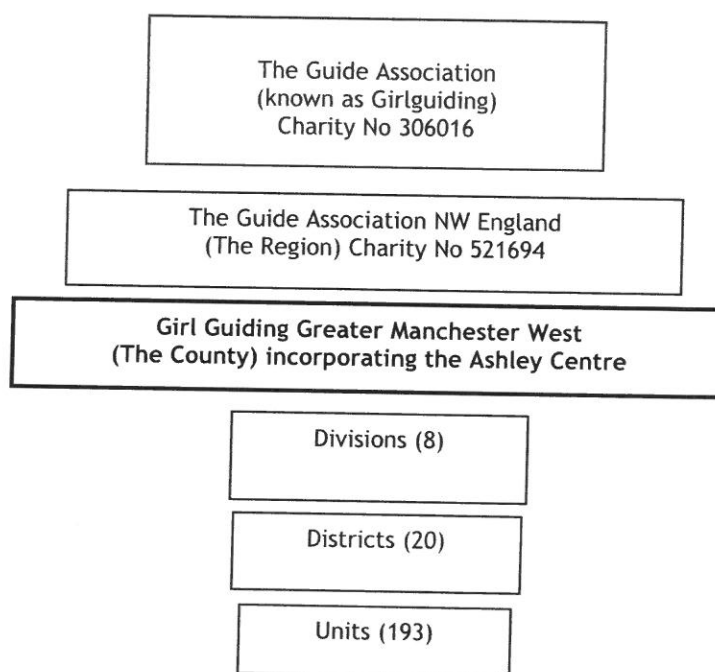 The Guide Association
(known as Girlguiding)
Charity No 306016
The Guide Association NW England
(The Region) Charity No 521694
Girl Guiding Greater Manchester West
(The County) incorporating the Ashley Centre
Divisions (8)
Districts (20)
Units (193)